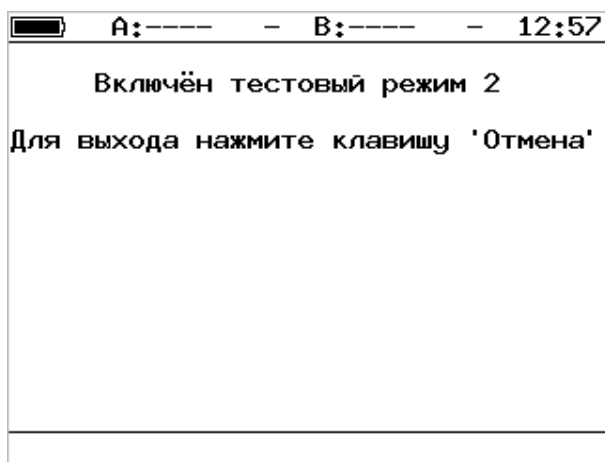 A:---- - B:---- - 12:57
Включён тестовый режим 2
Для выхода нажмите клавишу 'Отмена'